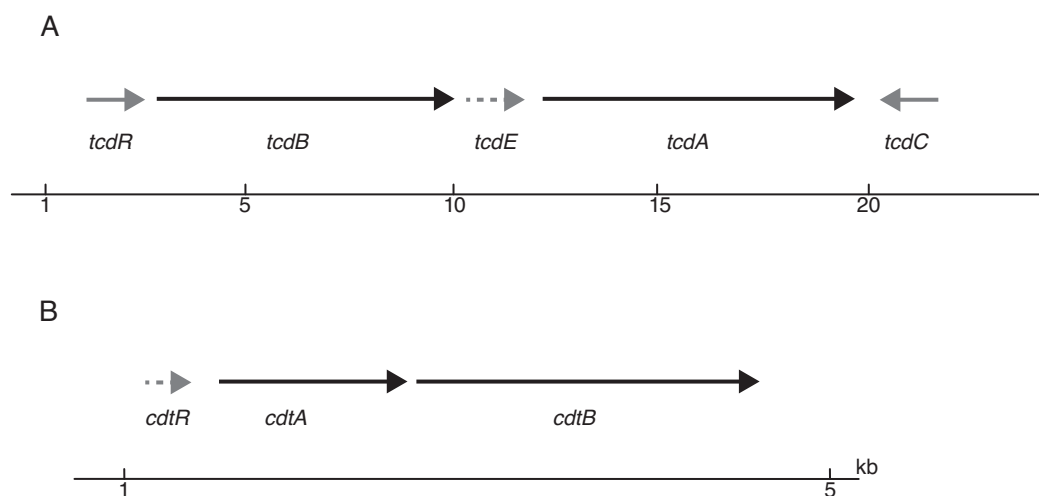 A
tcdR tcdB tcdE tcdA tcdC
1 5 10 15 20
B
cdtR cdtA cdtB
kb
1 5